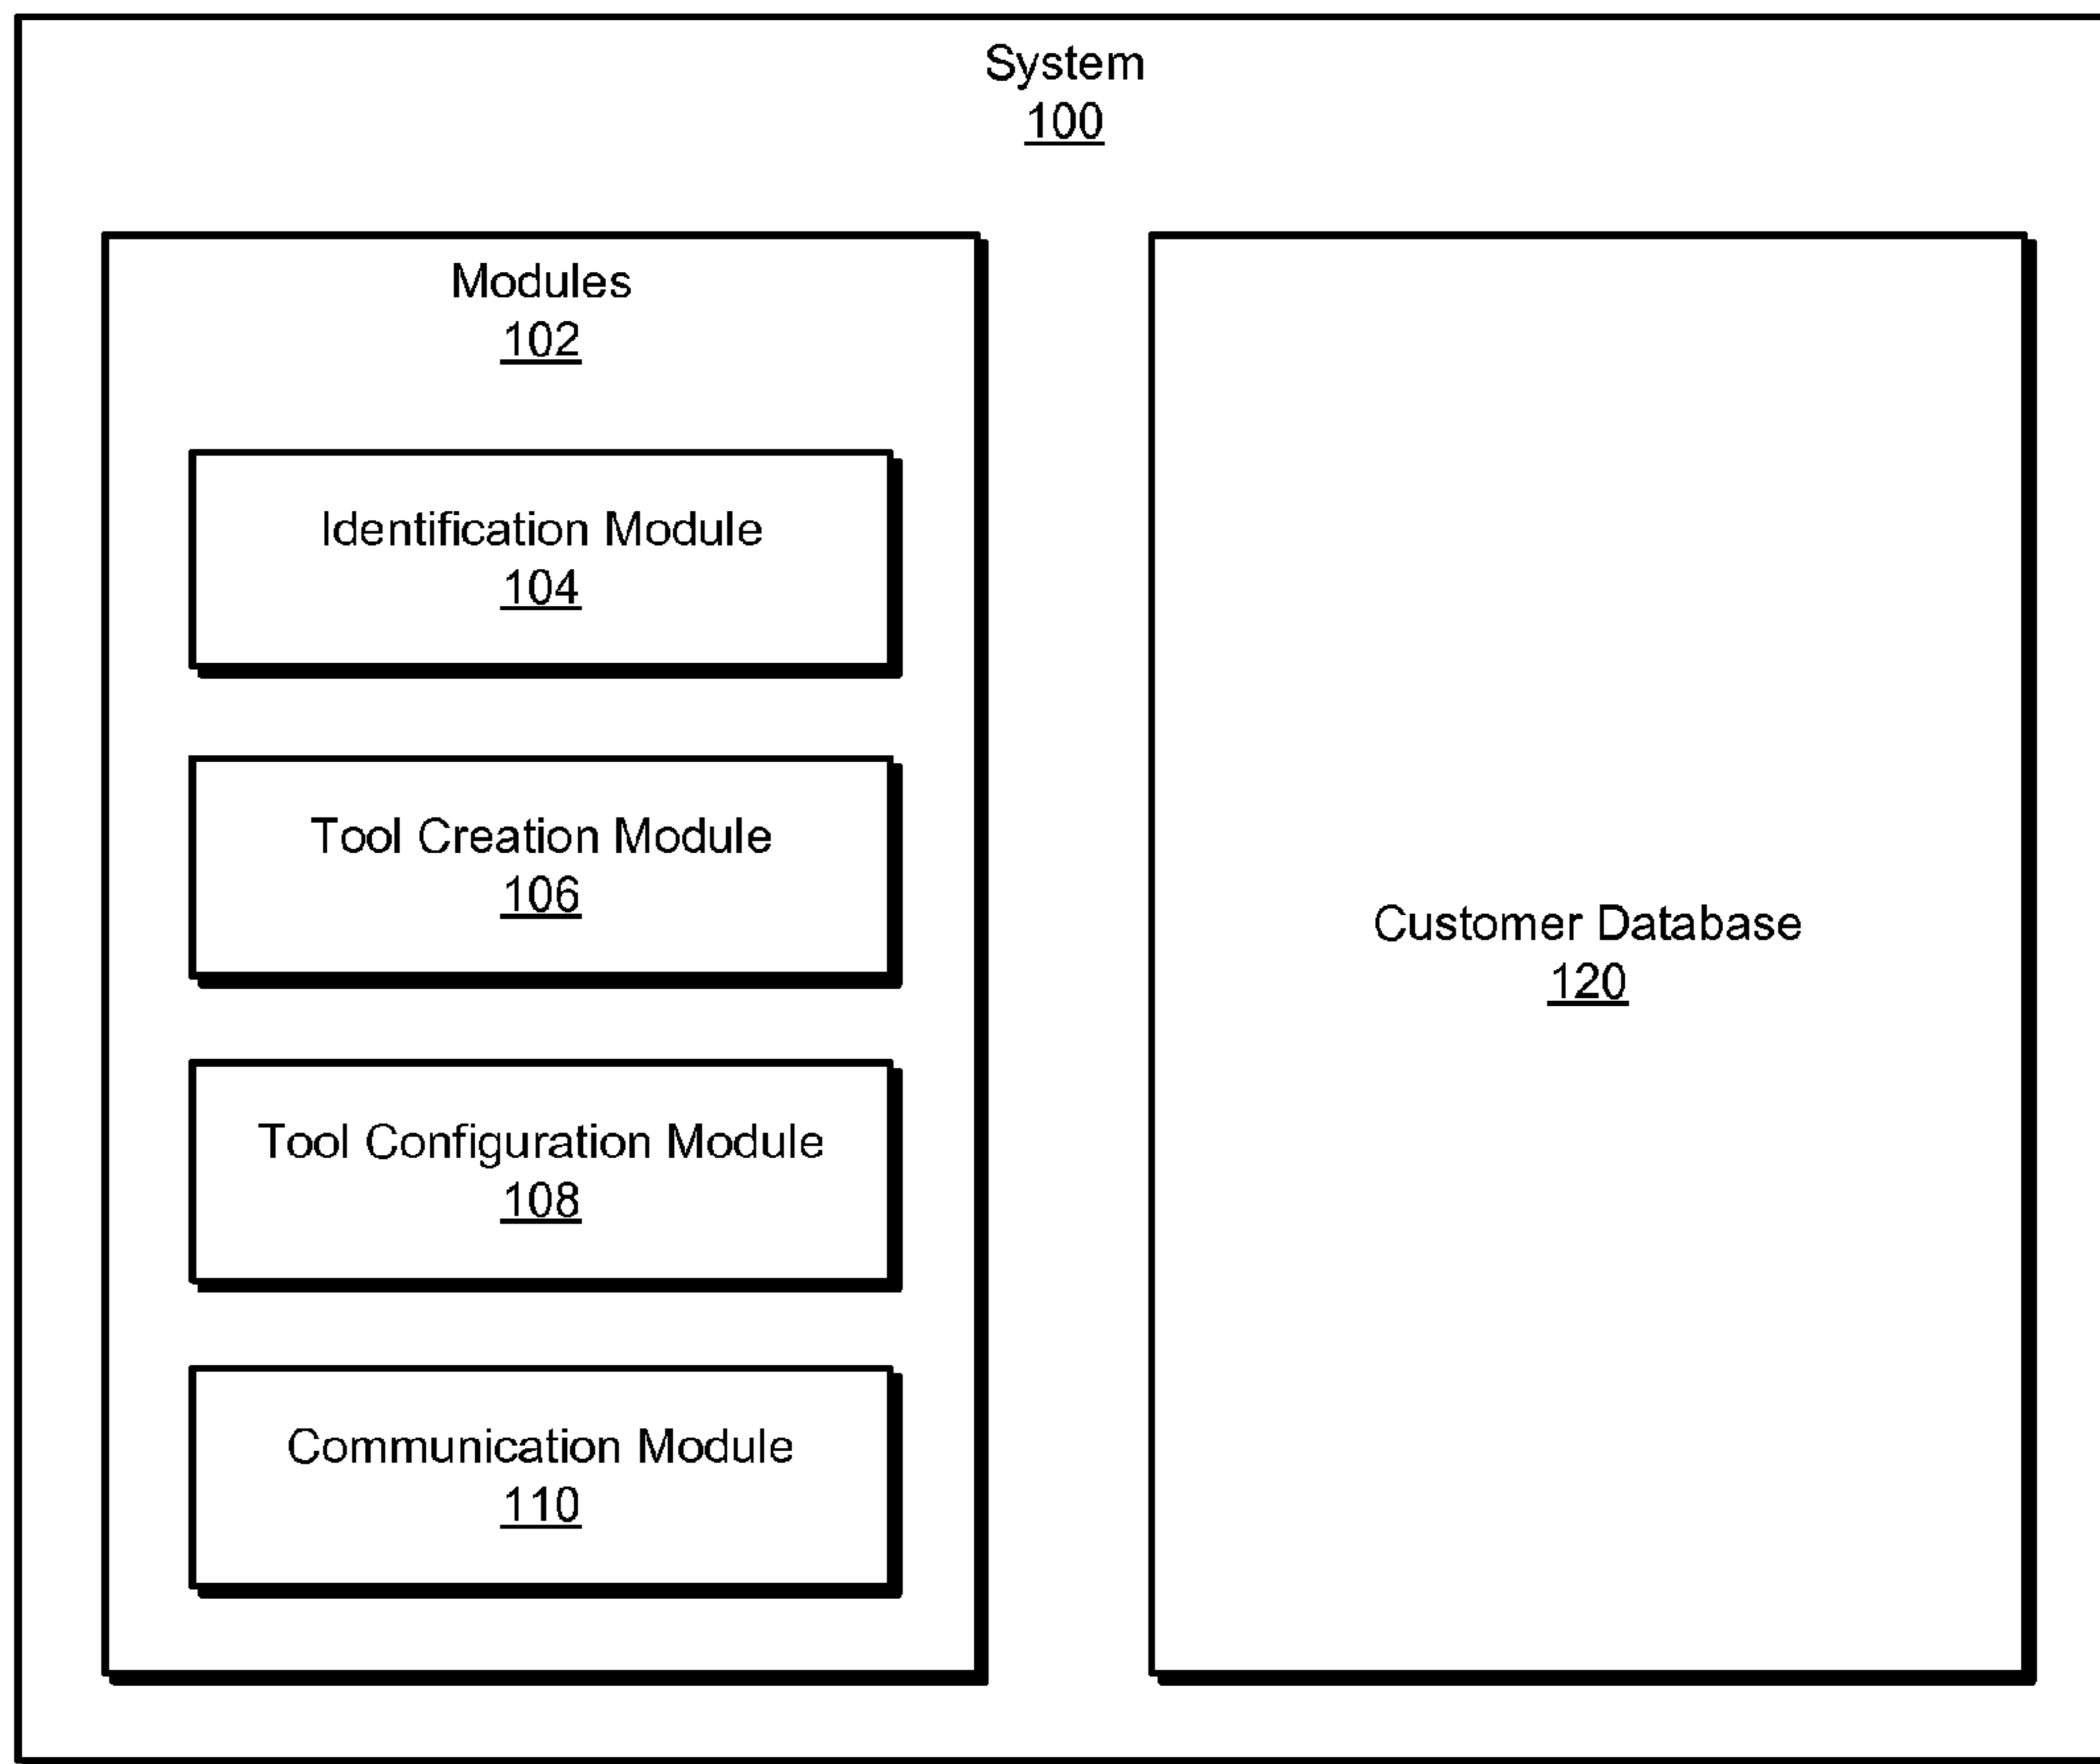 System
100
Modules
102
Identification Module
104
Tool Creation Module
106
Tool Configuration Module
108
Communication Module
110
Customer Database
120